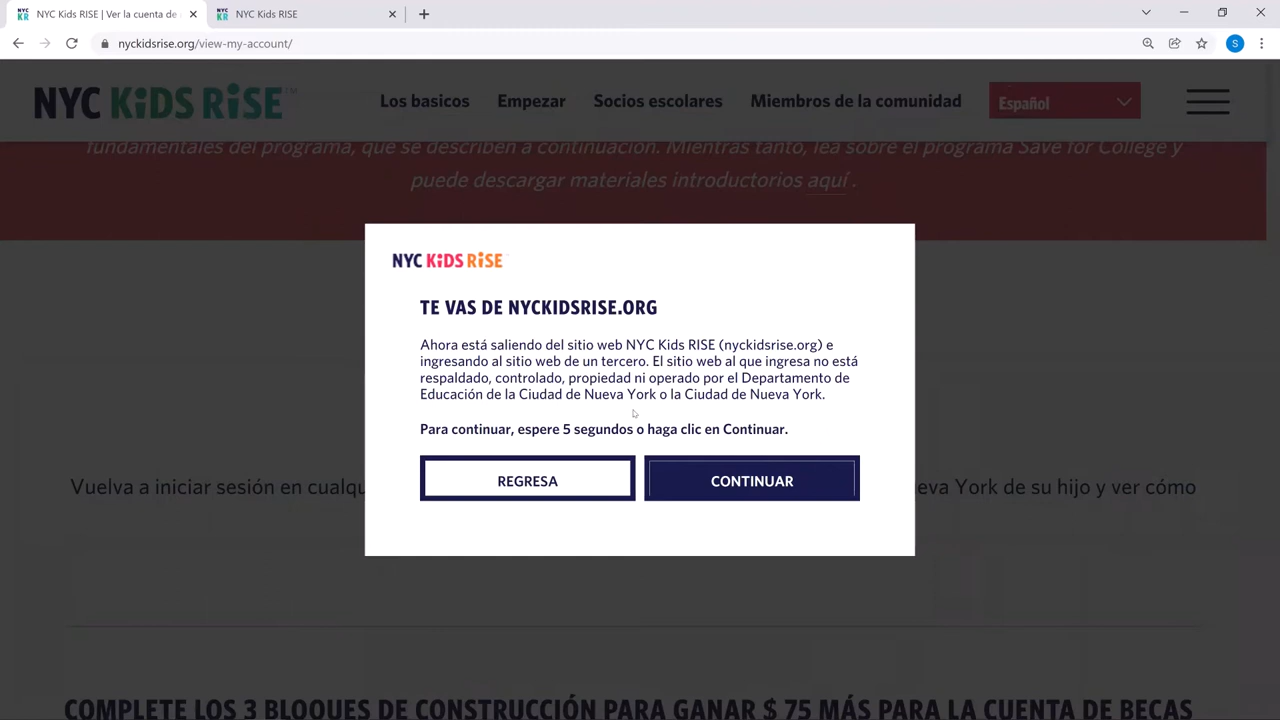 NYC Kids RISE | Ver la cuenta de
NYC Kids RISE
nyckidsrise.org/view-my-account/
S
NYC KiDS RiSE™
Los basicos
Empezar
Socios escolares
Miembros de la comunidad
Español
fundamentales del programa, que se describen a continuación. Mientras tanto, lea sobre el programa Save for College y
puede descargar materiales introductorios aquí .
NYC KiDS RiSE
TE VAS DE NYCKIDSRISE.ORG
Ahora está saliendo del sitio web NYC Kids RISE (nyckidsrise.org) e
ingresando al sitio web de un tercero. El sitio web al que ingresa no está
respaldado, controlado, propiedad ni operado por el Departamento de
Educación de la Ciudad de Nueva York o la Ciudad de Nueva York.
Para continuar, espere 5 segundos o haga clic en Continuar.
REGRESA
CONTINUAR
Vuelva a iniciar sesión en cualqu
eva York de su hijo y ver cómo
COMPLETE LOS 3 BLOQUES DE CONSTRUCCIÓN PARA GANAR $ 75 MÁS PARA LA CUENTA DE BECAS